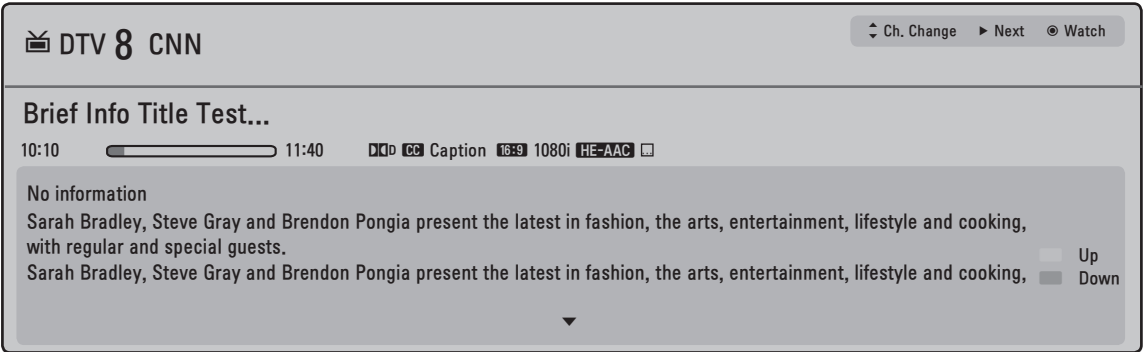 DTV 8 CNN
Ch. Change Next Watch
Brief Info Title Test...
10:10 11:40 DD CC Caption 16:9 1080i HE-AAC ...
No information
Sarah Bradley, Steve Gray and Brendon Pongia present the latest in fashion, the arts, entertainment, lifestyle and cooking,
with regular and special guests.
Sarah Bradley, Steve Gray and Brendon Pongia present the latest in fashion, the arts, entertainment, lifestyle and cooking,
Up
Down